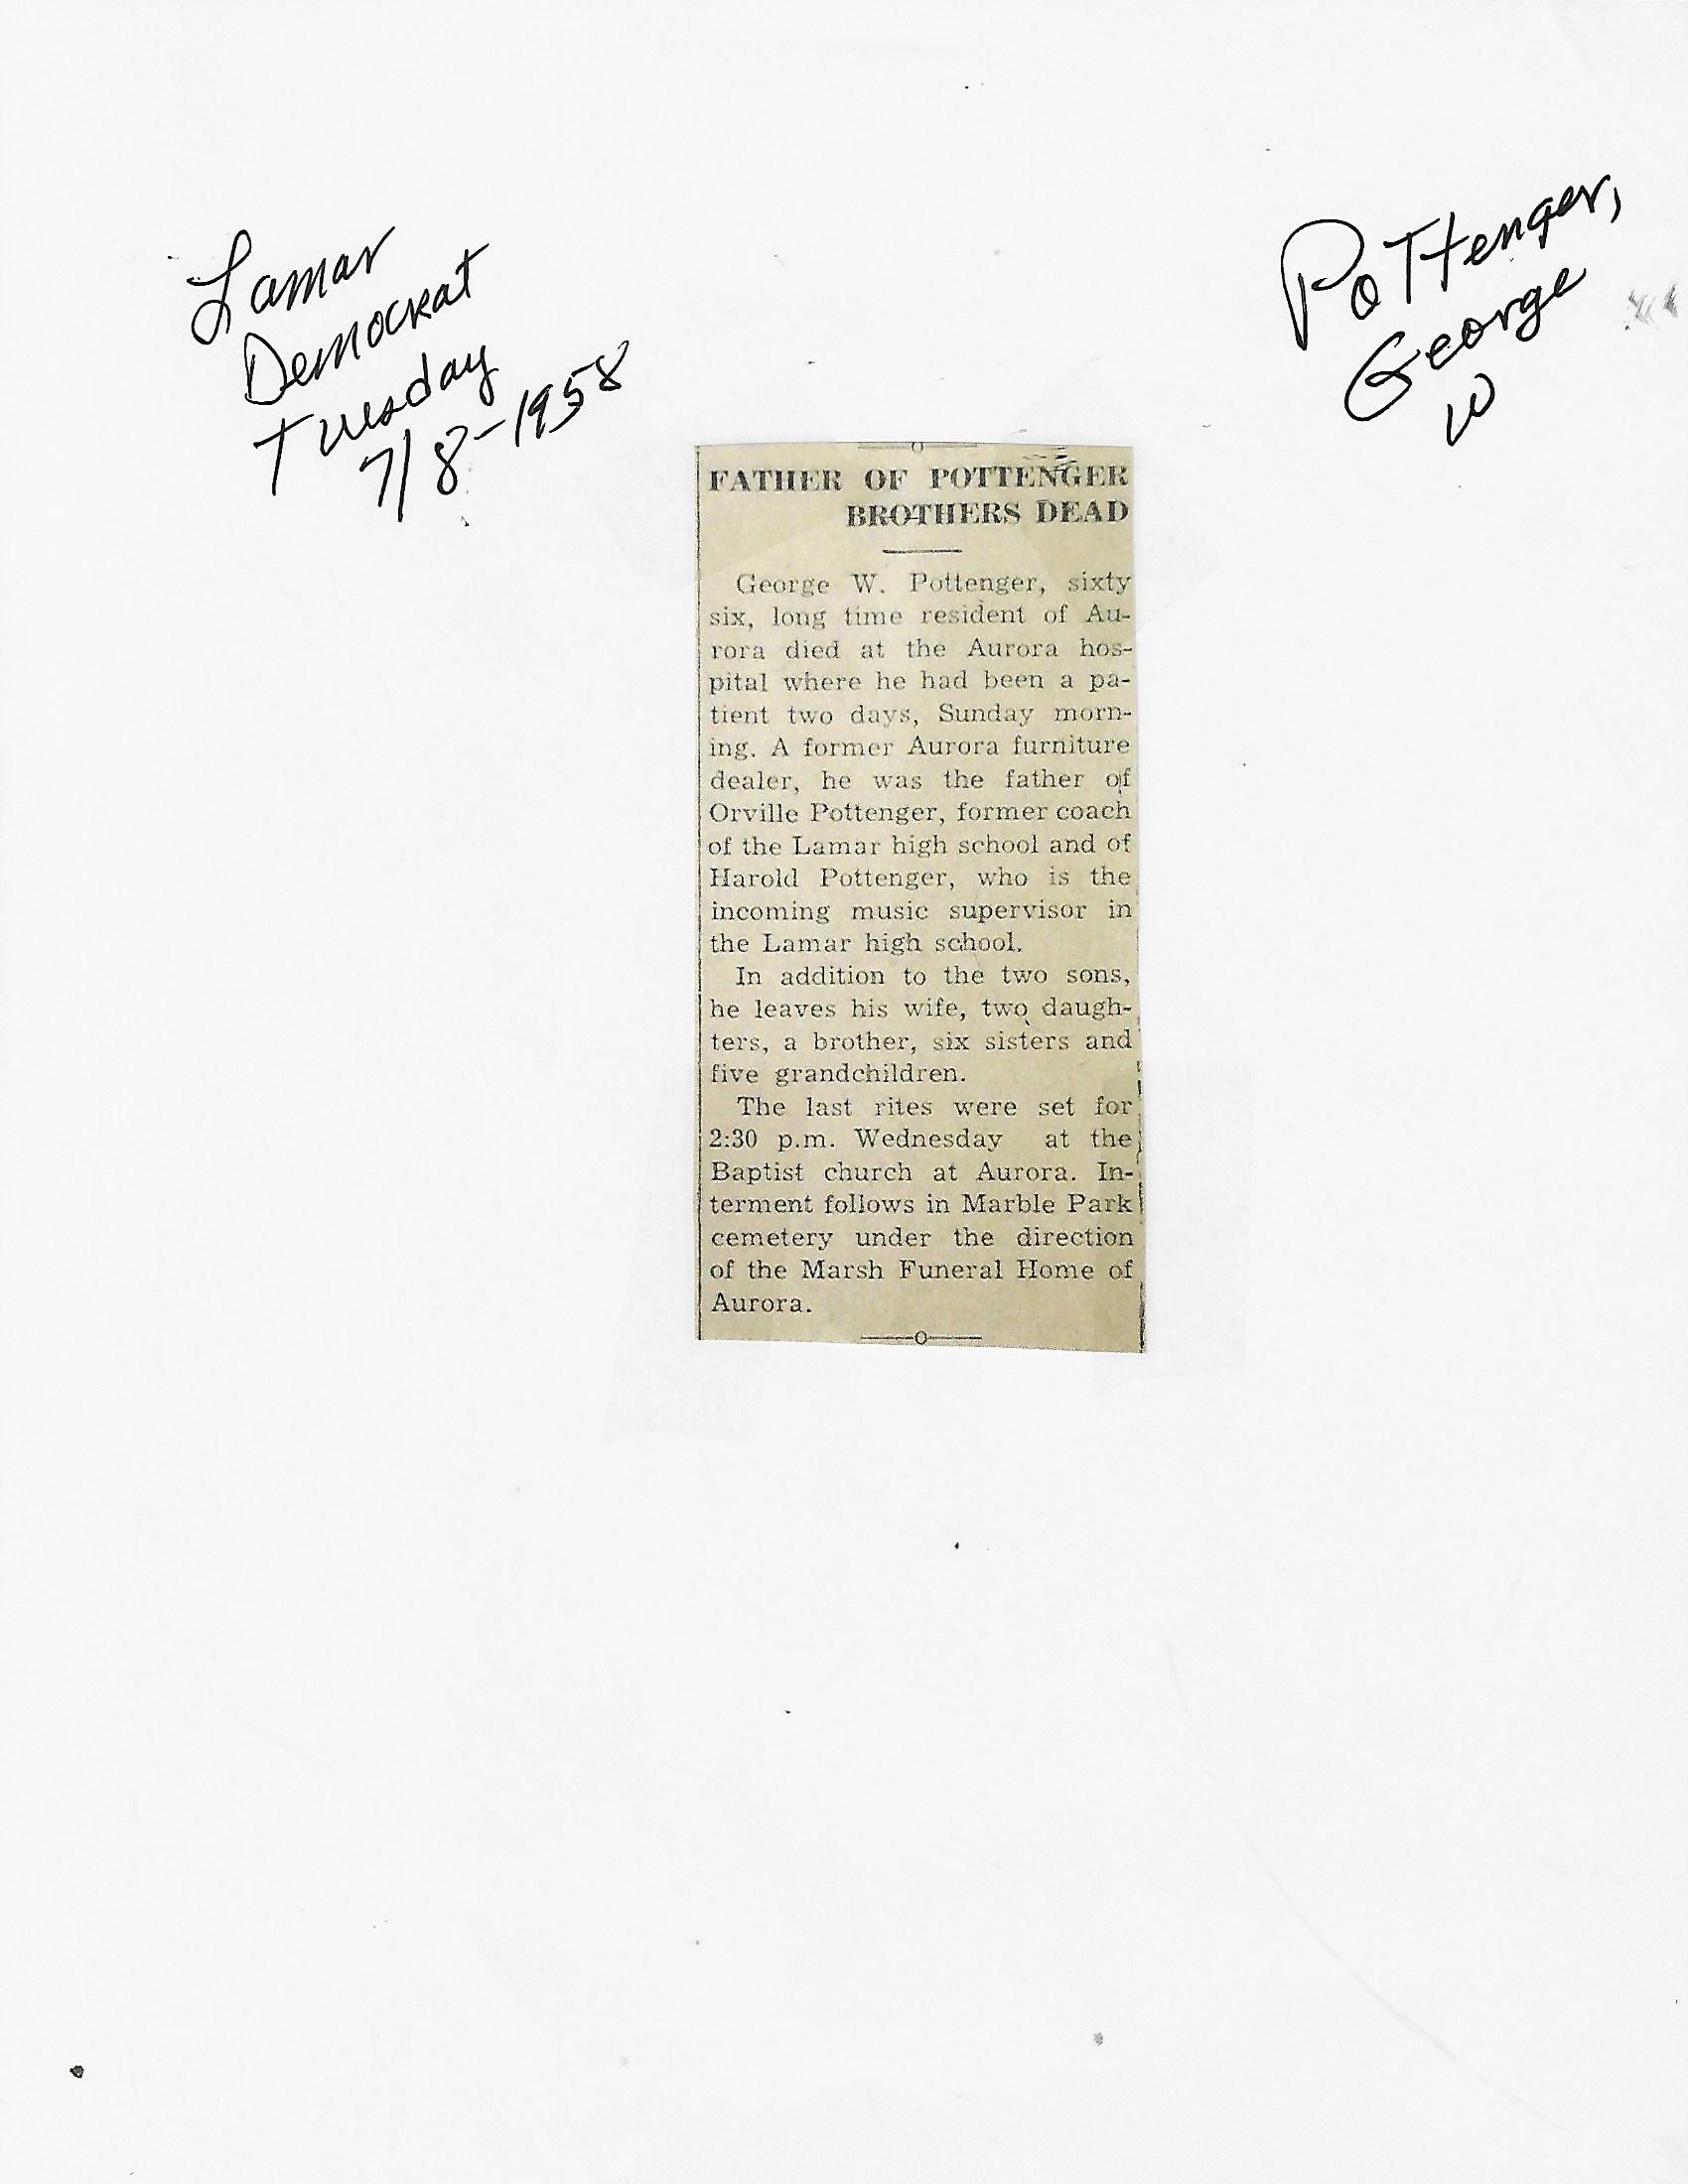 Lamar
Democrat
Tuesday
7/8-1958
Pottenger,
George
W
FATHER OF POTTENGER
BROTHERS DEAD
George W. Pottenger, sixty
six, long time resident of Au-
rora died at the Aurora hos-
pital where he had been a pa-
tient two days, Sunday morn-
ing. A former Aurora furniture
dealer, he was the father of
Orville Pottenger, former coach
of the Lamar high school and of
Harold Pottenger, who is the
incoming music supervisor in
the Lamar high school.
In addition to the two sons,
he leaves his wife, two daugh-
ters, a brother, six sisters and
five grandchildren.
The last rites were set for
2:30 p.m. Wednesday at the
Baptist church at Aurora. In-
terment follows in Marble Park
cemetery under the direction
of the Marsh Funeral Home of
Aurora.